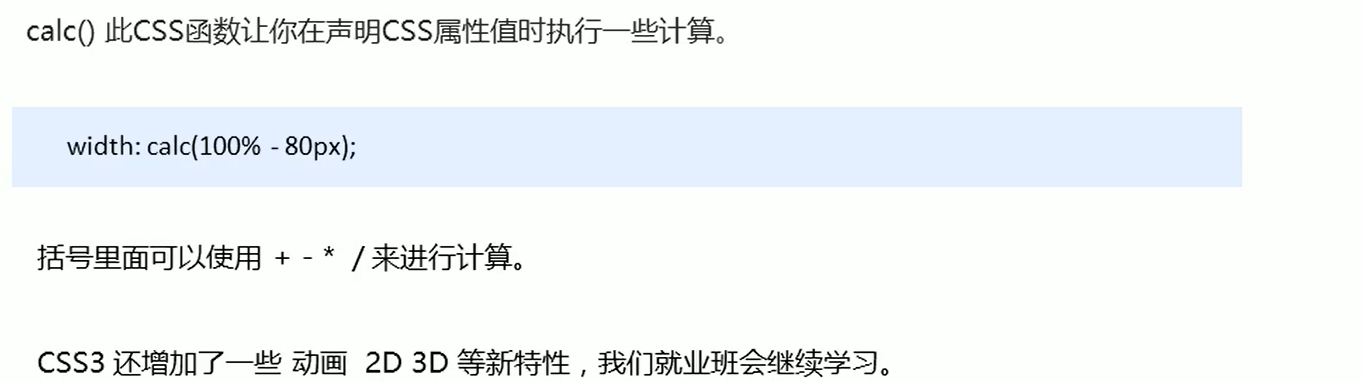 calc() 此CSS函数让你在声明CSS属性值时执行一些计算。
width: calc(100% - 80px);
括号里面可以使用 + - * / 来进行计算。
CSS3 还增加了一些 动画 2D 3D 等新特性，我们就业班会继续学习。